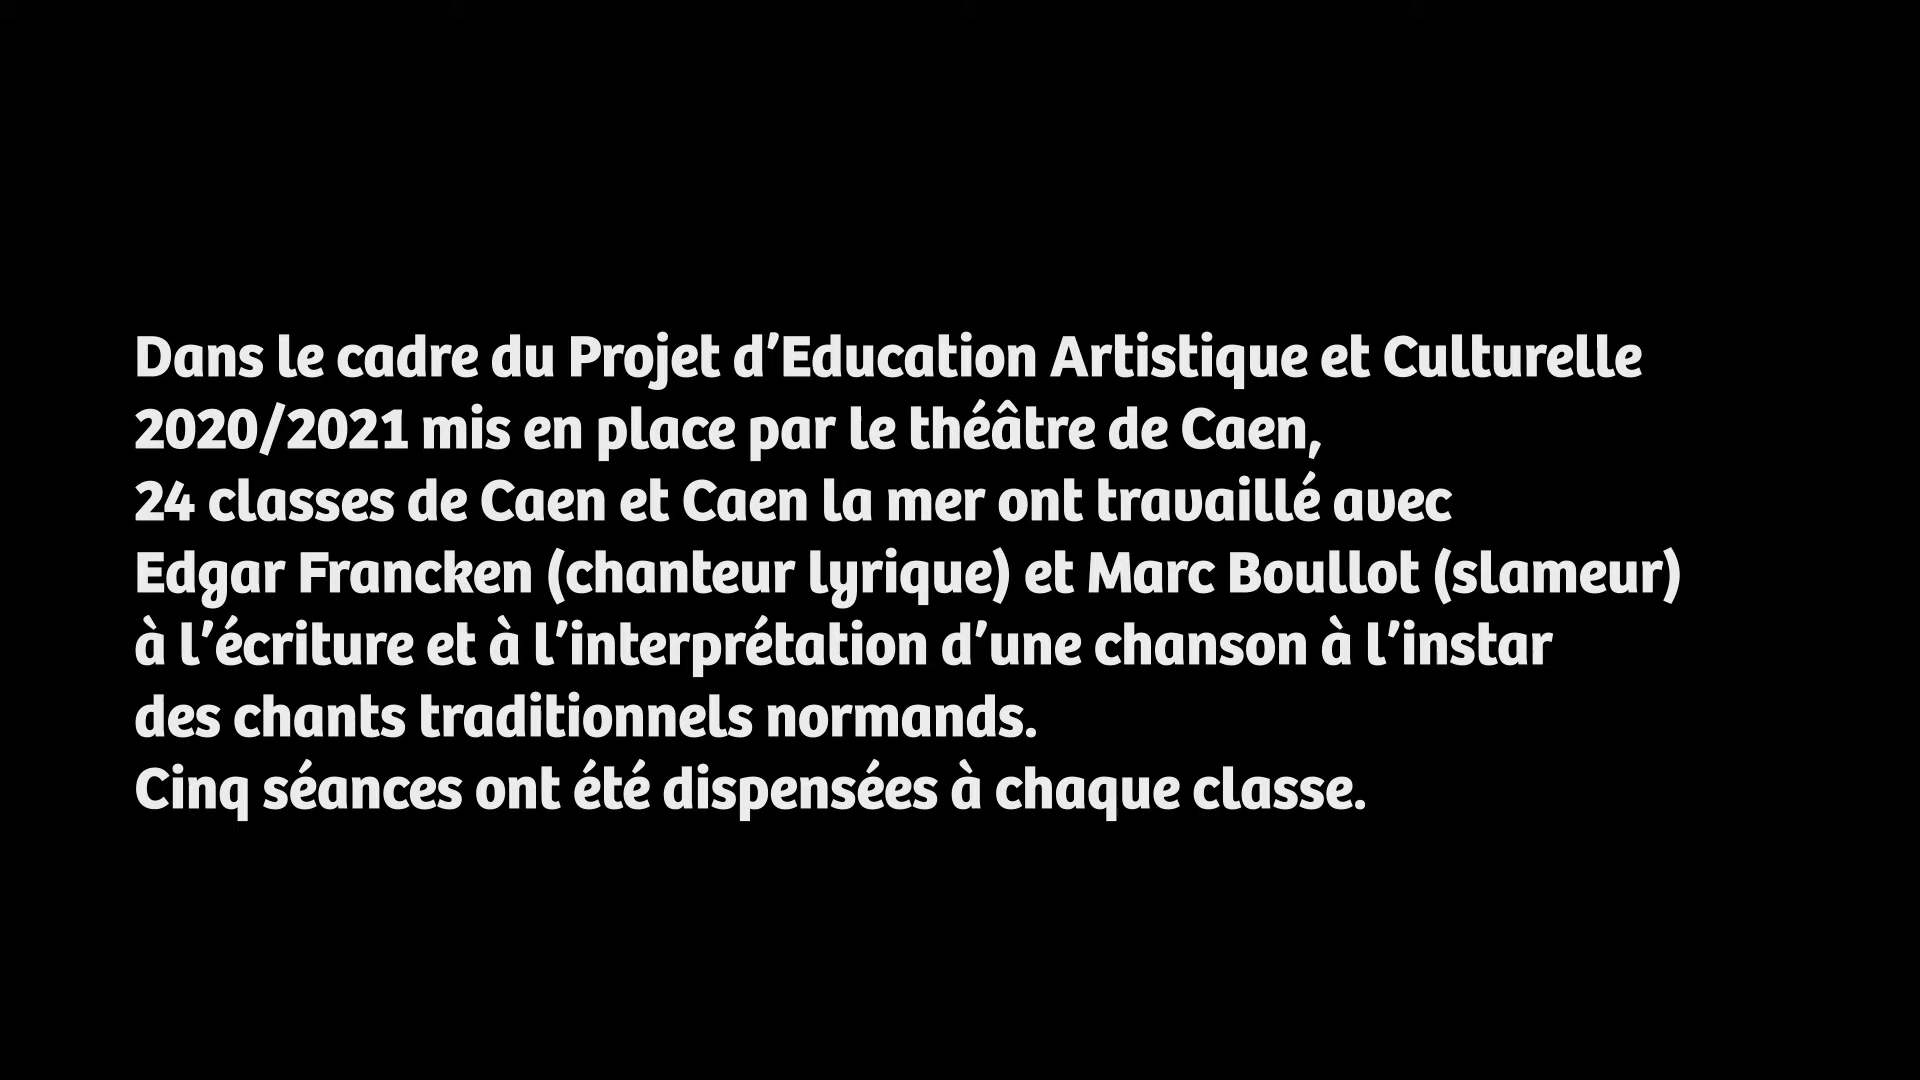 Dans le cadre du Projet d’Education Artistique et Culturelle
2020/2021 mis en place par le théâtre de Caen,
24 classes de Caen et Caen la mer ont travaillé avec
Edgar Francken (chanteur lyrique) et Marc Boullot (slameur)
à l’écriture et à l’interprétation d’une chanson à l’instar
des chants traditionnels normands.
Cinq séances ont été dispensées à chaque classe.